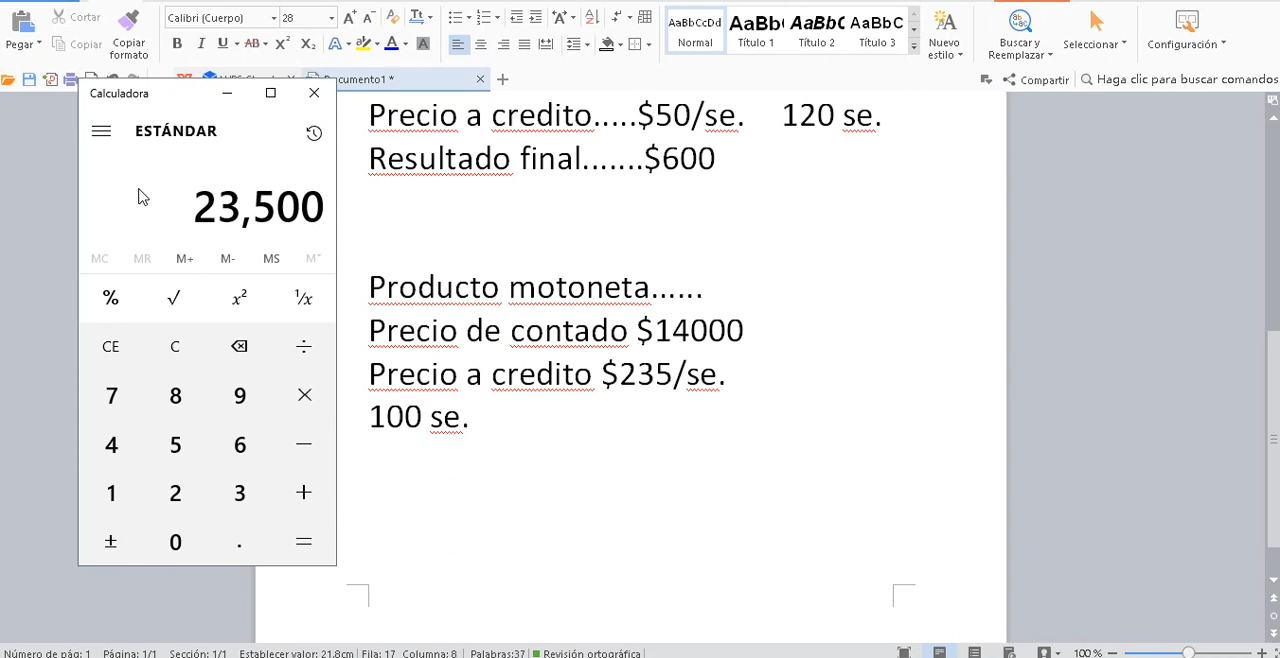 Cortar
Calibri (Cuerpo) 28
Pegar Copiar Copiar formato
B I U AB X² X₂ A A A
AaBbCcDd AaBb( AaBbC AaBbC
Normal Título 1 Título 2 Título 3
Nuevo estilo
Buscar y Reemplazar
Seleccionar
Configuración
ocumento1 *
Compartir
Haga clic para buscar comandos
Calculadora
ESTÁNDAR
23,500
MC MR M+ M- MS M
% √ x² ¹/x
CE C ÷
7 8 9 ×
4 5 6 −
1 2 3 +
± 0 . =
Precio a credito.....$50/se. 120 se.
Resultado final.......$600
Producto motoneta......
Precio de contado $14000
Precio a credito $235/se.
100 se.
Número de pág.: 1 Página: 1/1 Sección: 1/1 Establecer valor: 21.8cm Fila: 17 Columna: 8 Palabras:37 Revisión ortográfica 100 %